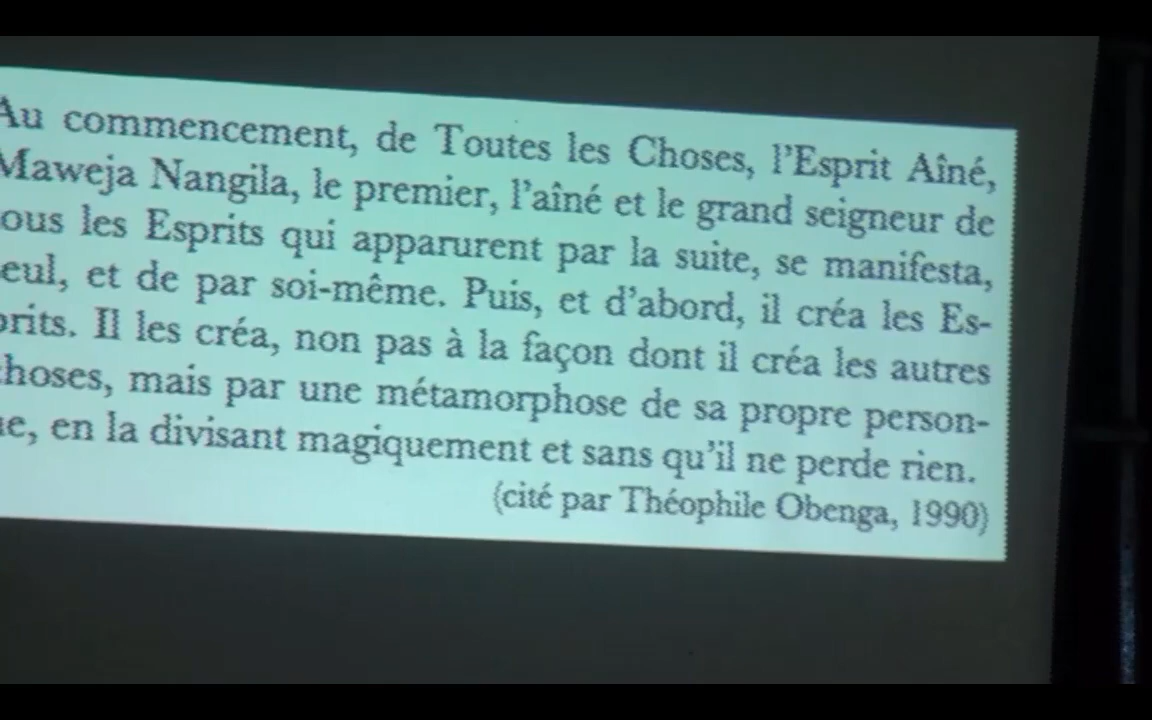 Au commencement, de Toutes les Choses, l'Esprit Aîné,
Maweja Nangila, le premier, l'aîné et le grand seigneur de
ous les Esprits qui apparurent par la suite, se manifesta,
eul, et de par soi-même. Puis, et d'abord, il créa les Es-
prits. Il les créa, non pas à la façon dont il créa les autres
choses, mais par une métamorphose de sa propre person-
ne, en la divisant magiquement et sans qu'il ne perde rien.
(cité par Théophile Obenga, 1990)